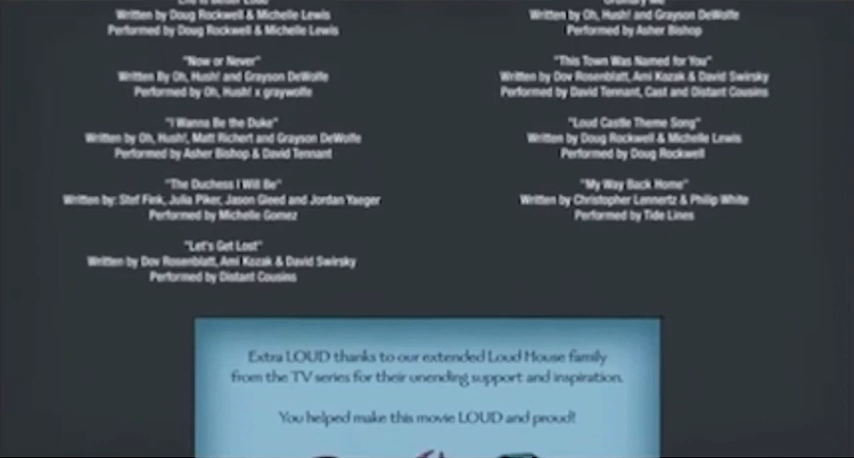 Written by Doug Rockwell & Michelle Lewis
Performed by Doug Rockwell & Michelle Lewis
"Now or Never"
Written By Oh, Hush! and Grayson DeWolfe
Performed by Oh, Hush! x graywolfe
"I Wanna Be the Duke"
Written by Oh, Hush!, Matt Richert and Grayson DeWolfe
Performed by Asher Bishop & David Tennant
"The Duchess I Will Be"
Written by: Stef Fink, Julia Piker, Jason Gleed and Jordan Yaeger
Performed by Michelle Gomez
"Let's Get Lost"
Written by Dov Rosenblatt, Ami Kozak & David Swirsky
Performed by Distant Cousins
Written by Oh, Hush! and Grayson DeWolfe
Performed by Asher Bishop
"This Town Was Named for You"
Written by Dov Rosenblatt, Ami Kozak & David Swirsky
Performed by David Tennant, Cast and Distant Cousins
"Loud Castle Theme Song"
Written by Doug Rockwell & Michelle Lewis
Performed by Doug Rockwell
"My Way Back Home"
Written by Christopher Lennertz & Philip White
Performed by Tide Lines
Extra LOUD thanks to our extended Loud House family
from the TV series for their unending support and inspiration.
You helped make this movie LOUD and proud!